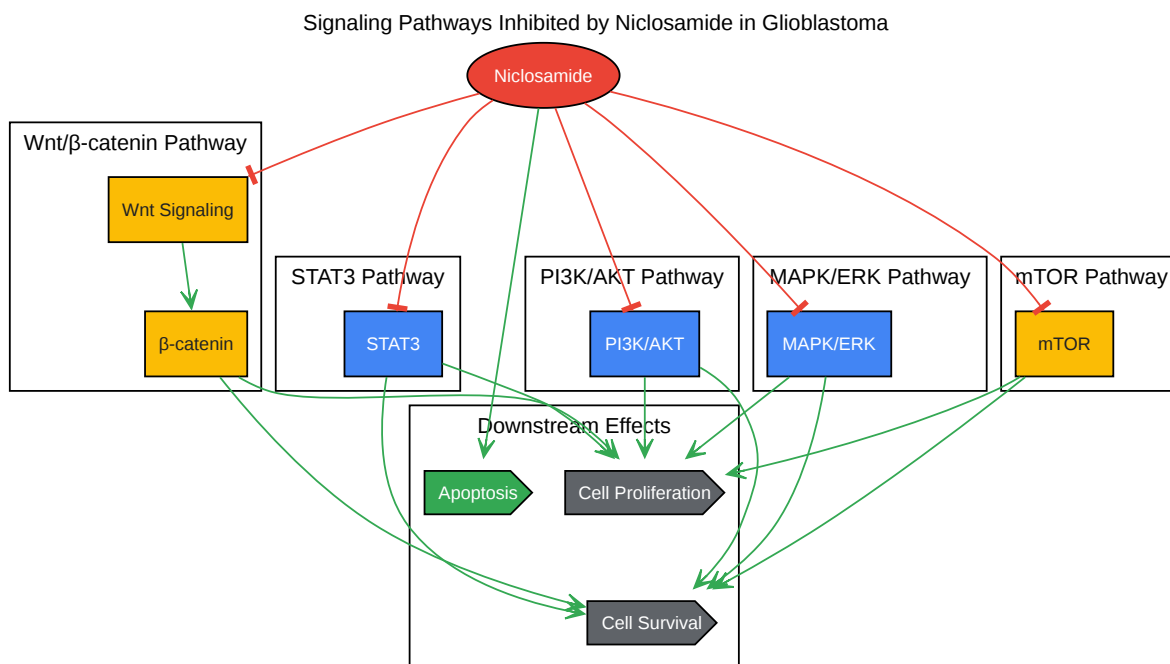 Signaling Pathways Inhibited by Niclosamide in Glioblastoma
Niclosamide
Wnt/β-catenin Pathway
Wnt Signaling
STAT3 Pathway
PI3K/AKT Pathway
MAPK/ERK Pathway
mTOR Pathway
β-catenin
STAT3
PI3K/AKT
MAPK/ERK
mTOR
Downstream Effects
Apoptosis
Cell Proliferation
Cell Survival